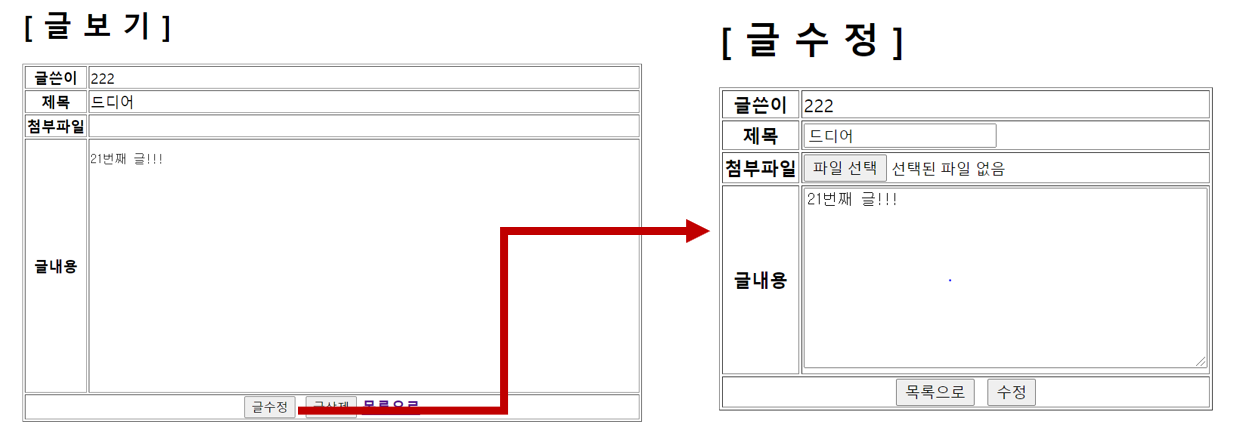 [ 글 보 기 ]
글쓴이 222
제목 드디어
첨부파일
21번째 글!!!
글내용
글수정 글삭제 목록으로
[ 글 수 정 ]
글쓴이 222
제목 드디어
첨부파일 파일 선택 선택된 파일 없음
21번째 글!!!
글내용
목록으로 수정